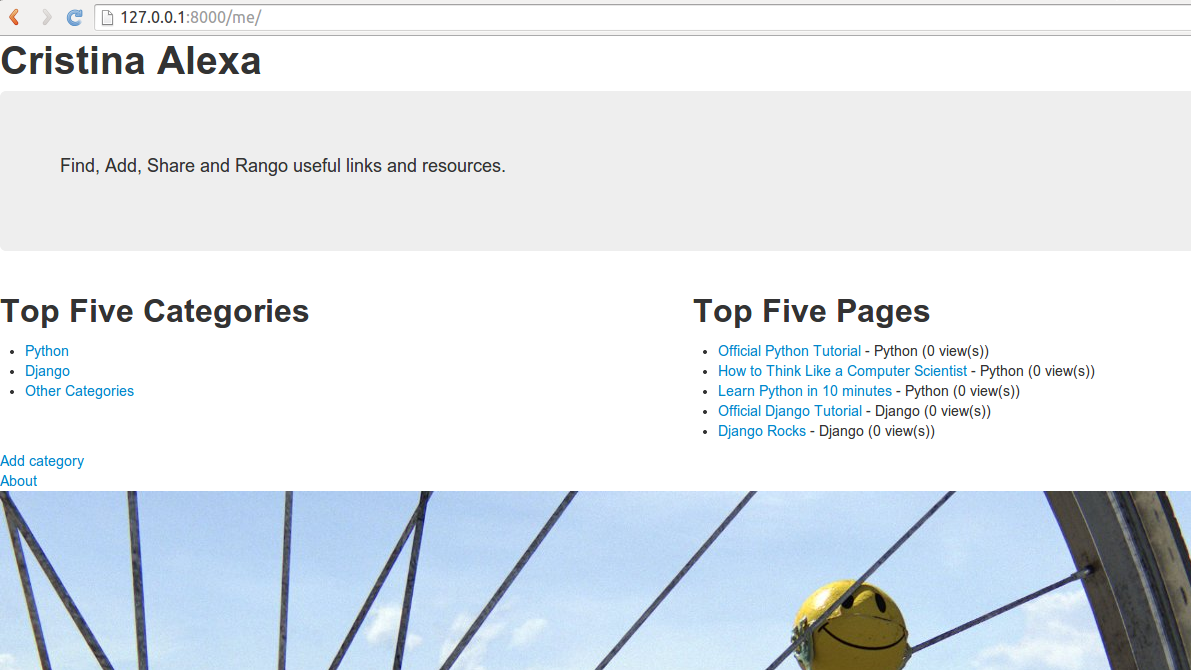 127.0.0.1:8000/me/
Cristina Alexa
Find, Add, Share and Rango useful links and resources.
Top Five Categories
Python
Django
Other Categories
Top Five Pages
Official Python Tutorial - Python (0 view(s))
How to Think Like a Computer Scientist - Python (0 view(s))
Learn Python in 10 minutes - Python (0 view(s))
Official Django Tutorial - Django (0 view(s))
Django Rocks - Django (0 view(s))
Add category
About